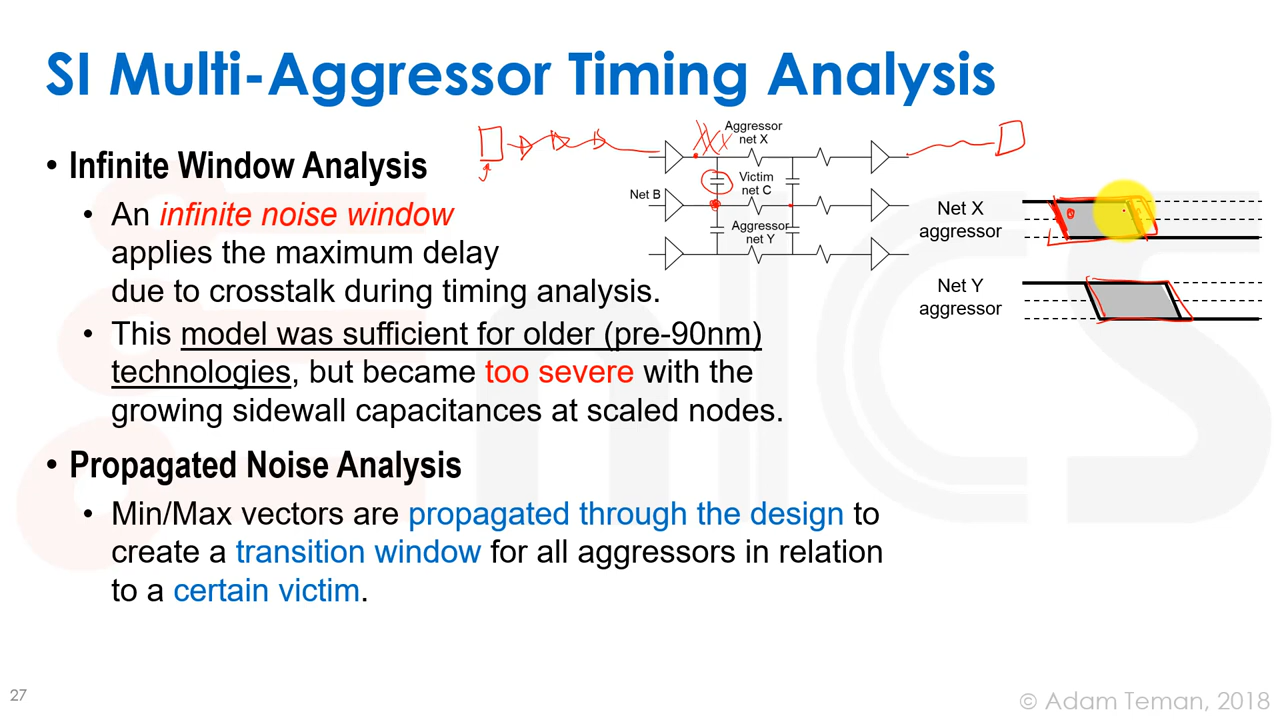 SI Multi-Aggressor Timing Analysis
• Infinite Window Analysis
• An infinite noise window
applies the maximum delay
due to crosstalk during timing analysis.
• This model was sufficient for older (pre-90nm)
technologies, but became too severe with the
growing sidewall capacitances at scaled nodes.
• Propagated Noise Analysis
• Min/Max vectors are propagated through the design to
create a transition window for all aggressors in relation
to a certain victim.
Aggressor
net X
Net B
Victim
net C
Aggressor
net Y
Net X
aggressor
Net Y
aggressor
27
© Adam Teman, 2018